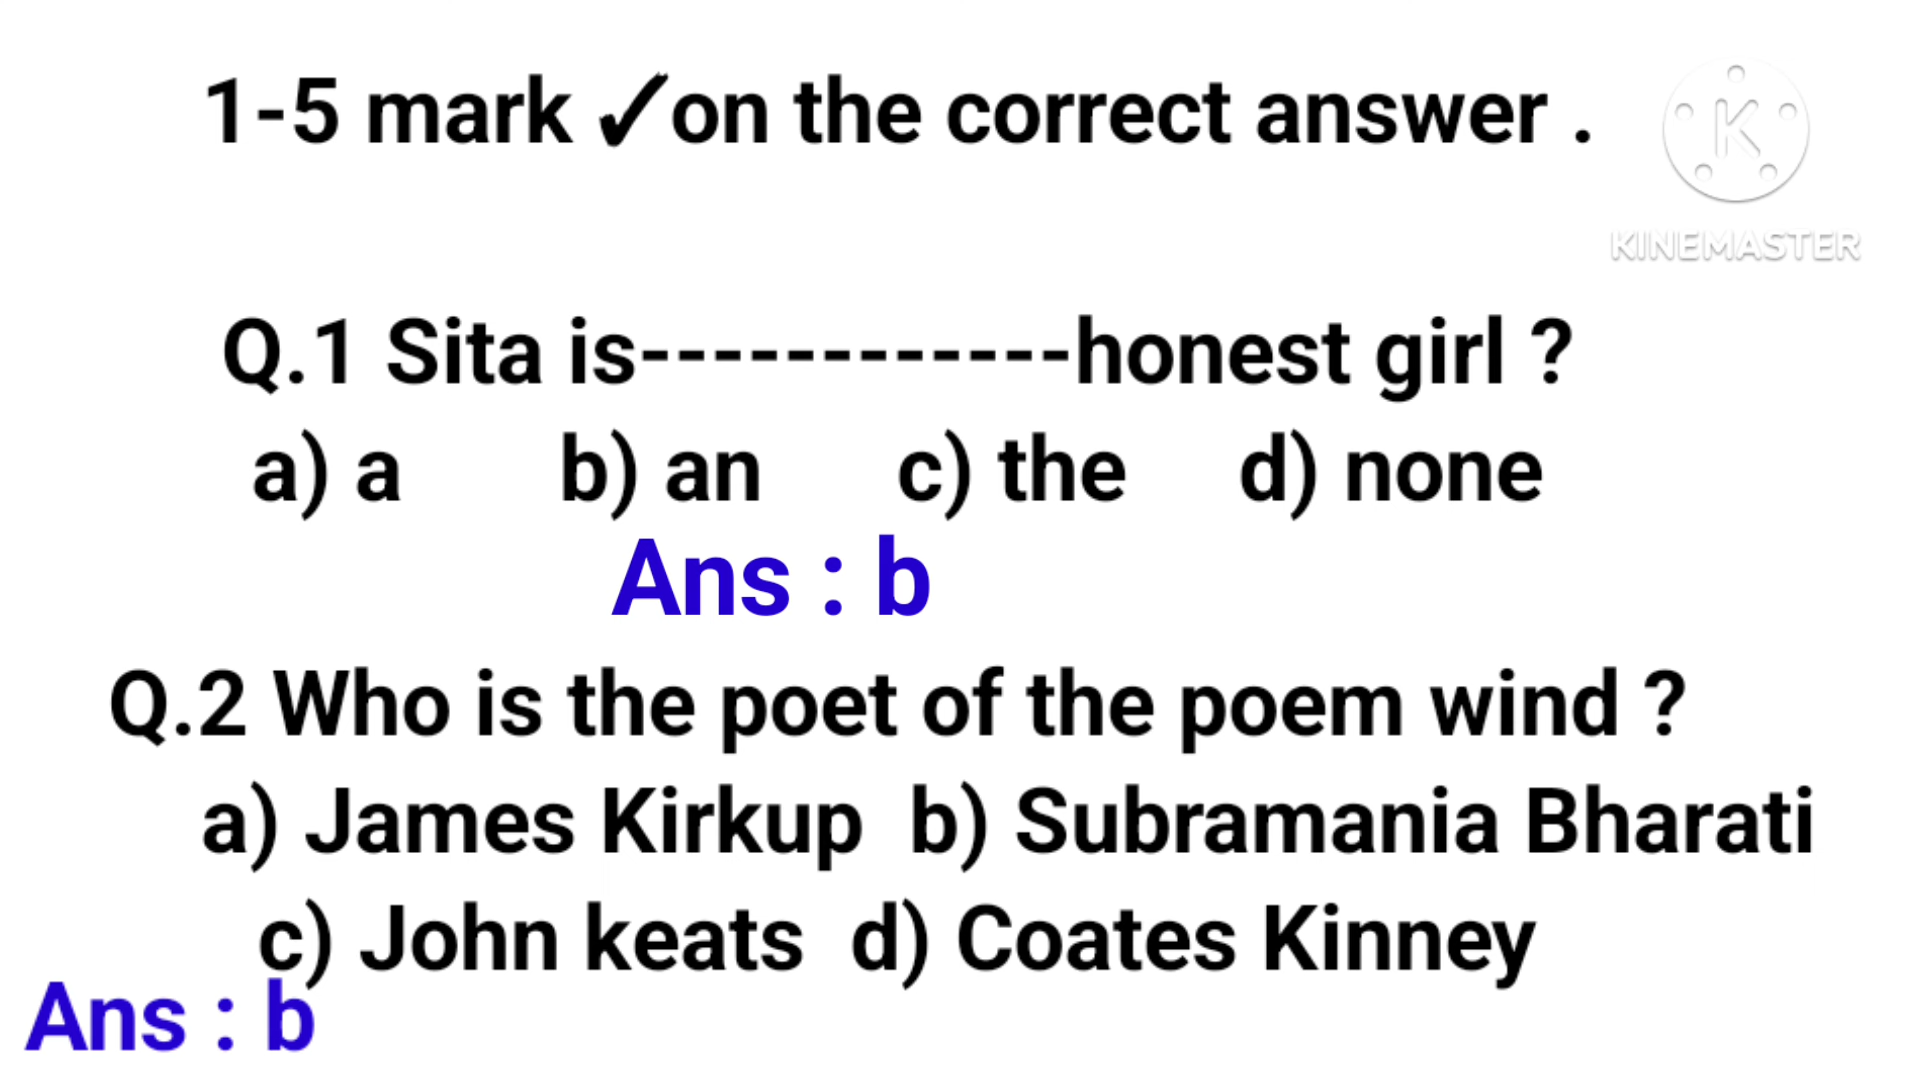 1-5 mark ✓on the correct answer .
K
KINEMASTER
Q.1 Sita is------------honest girl ?
a) a b) an c) the d) none
Ans : b
Q.2 Who is the poet of the poem wind ?
a) James Kirkup b) Subramania Bharati
c) John keats d) Coates Kinney
Ans : b